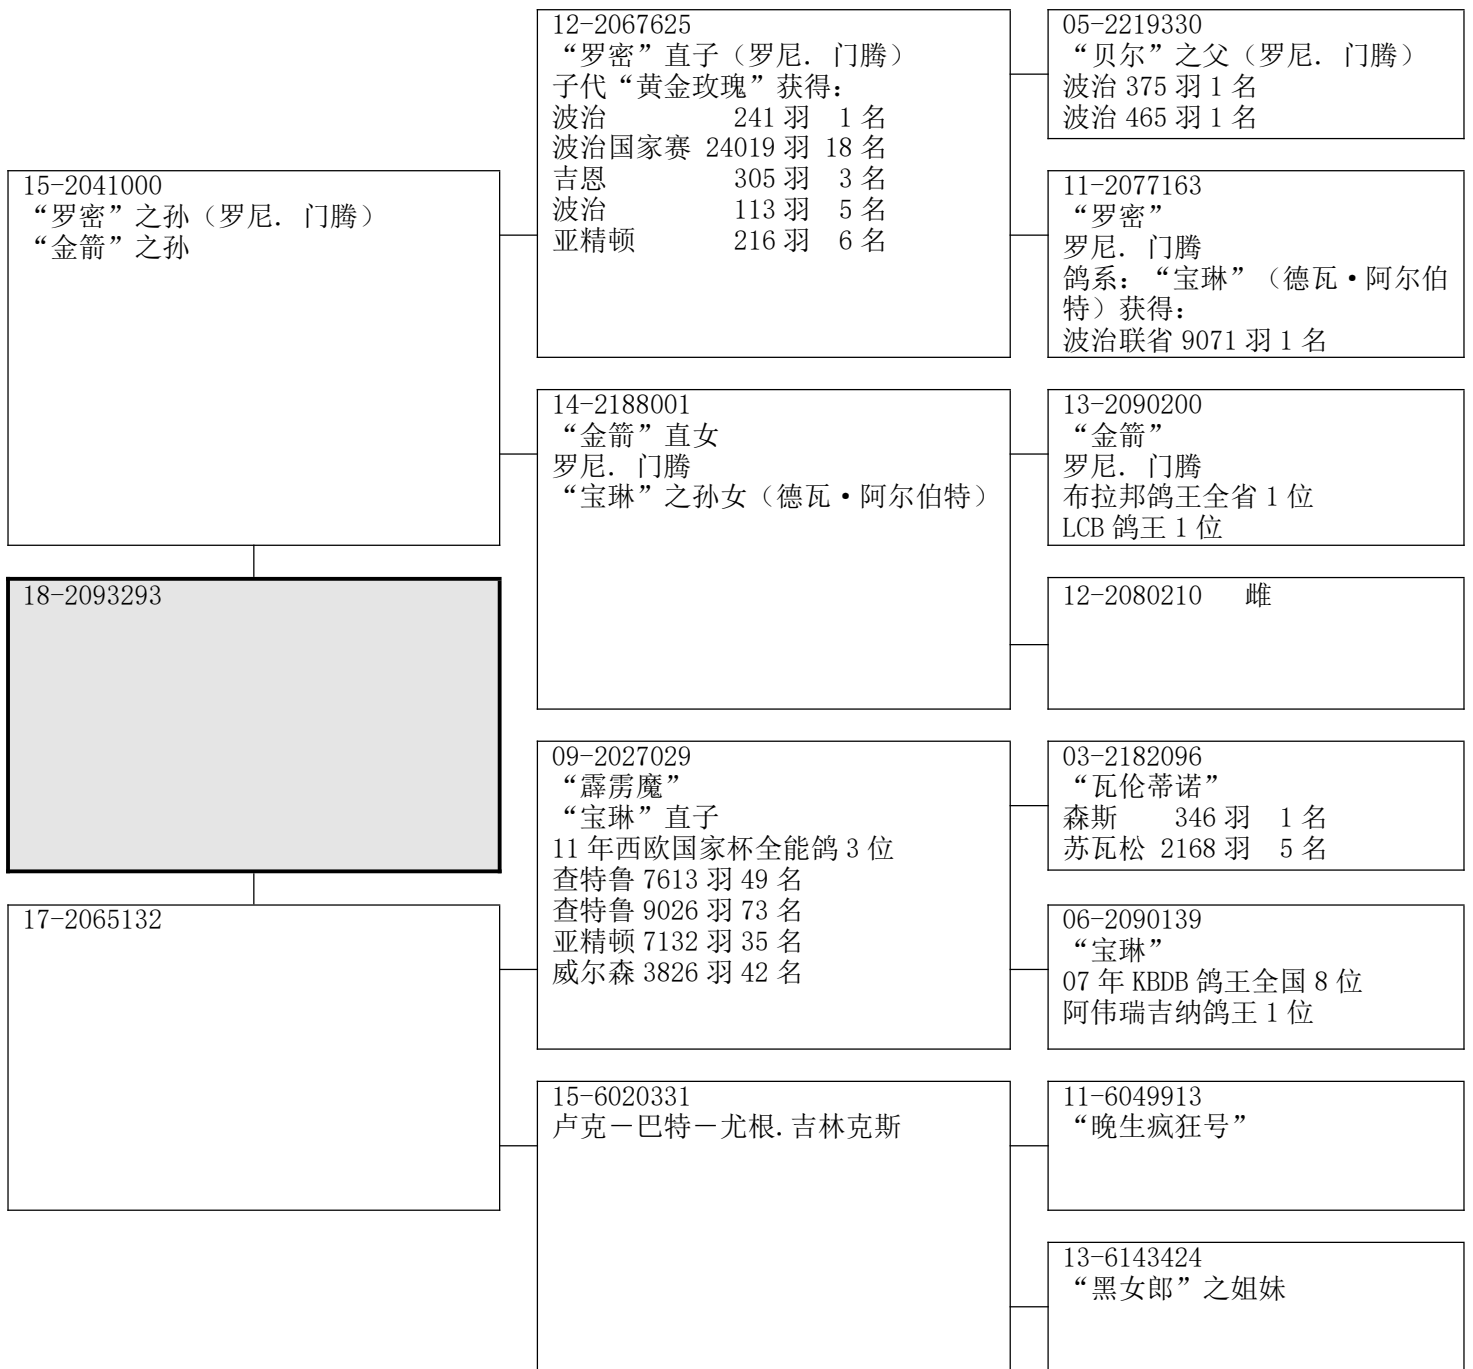 15-2041000
“罗密”之孙（罗尼. 门腾）
“金箭”之孙
18-2093293
17-2065132
12-2067625
“罗密”直子（罗尼. 门腾）
子代“黄金玫瑰”获得：
波治 241 羽 1 名
波治国家赛 24019 羽 18 名
吉恩 305 羽 3 名
波治 113 羽 5 名
亚精顿 216 羽 6 名
14-2188001
“金箭”直女
罗尼. 门腾
“宝琳”之孙女（德瓦·阿尔伯特）
09-2027029
“霹雳魔”
“宝琳”直子
11 年西欧国家杯全能鸽 3 位
查特鲁 7613 羽 49 名
查特鲁 9026 羽 73 名
亚精顿 7132 羽 35 名
威尔森 3826 羽 42 名
15-6020331
卢克－巴特－尤根.吉林克斯
05-2219330
“贝尔”之父（罗尼. 门腾）
波治 375 羽 1 名
波治 465 羽 1 名
11-2077163
“罗密”
罗尼. 门腾
鸽系：“宝琳”（德瓦·阿尔伯
特）获得：
波治联省 9071 羽 1 名
13-2090200
“金箭”
罗尼. 门腾
布拉邦鸽王全省 1 位
LCB 鸽王 1 位
12-2080210 雌
03-2182096
“瓦伦蒂诺”
森斯 346 羽 1 名
苏瓦松 2168 羽 5 名
06-2090139
“宝琳”
07 年 KBDB 鸽王全国 8 位
阿伟瑞吉纳鸽王 1 位
11-6049913
“晚生疯狂号”
13-6143424
“黑女郎”之姐妹